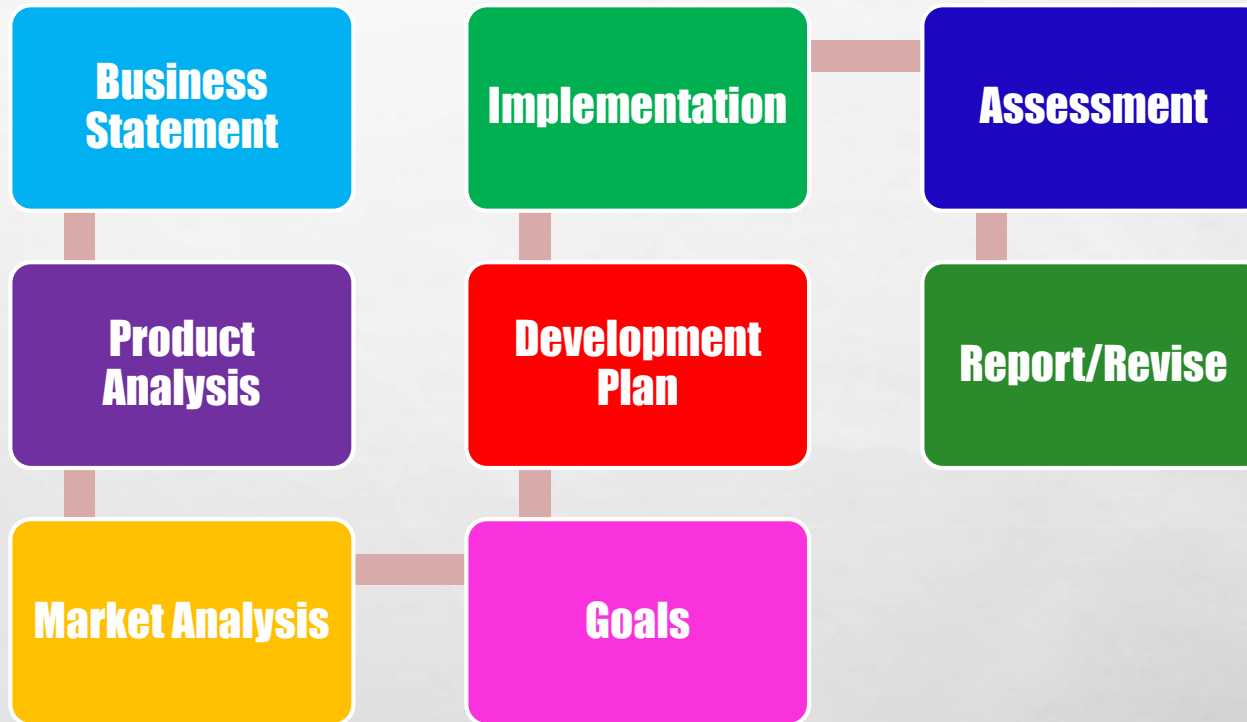 Business
Statement
Product
Analysis
Market Analysis
Goals
Development
Plan
Implementation
Assessment
Report/Revise